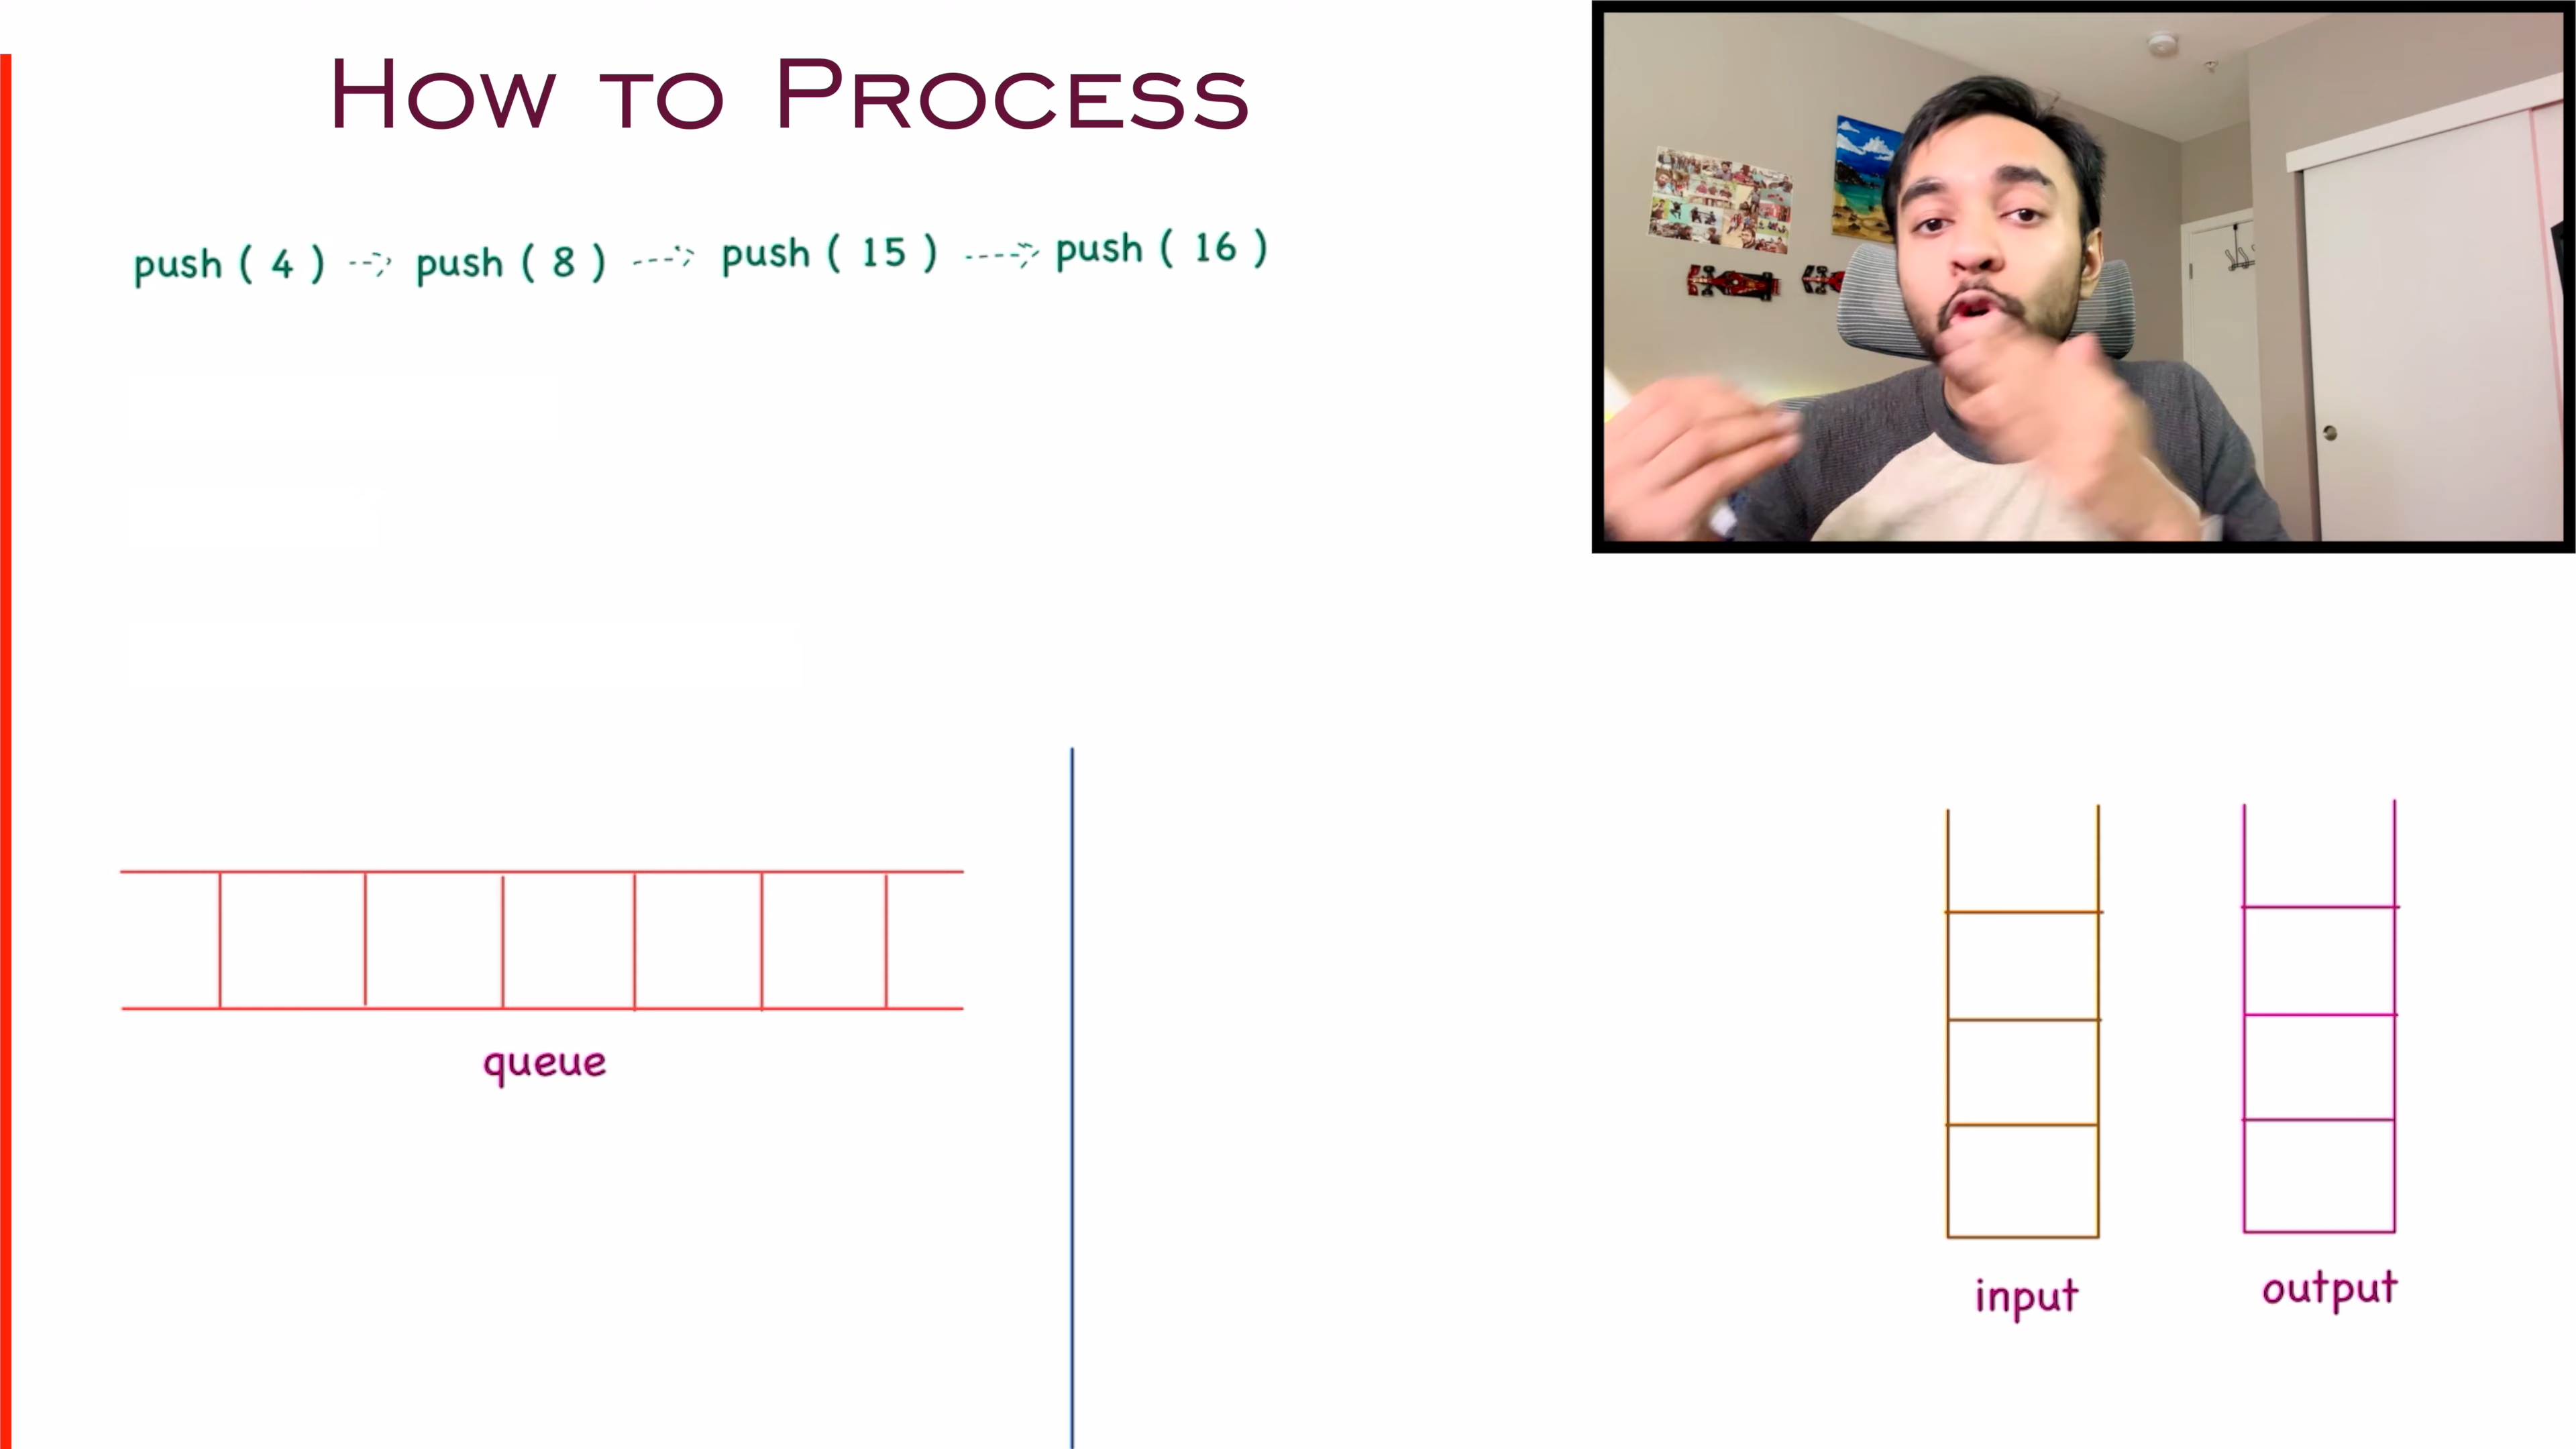 How to Process
push ( 4 ) --> push ( 8 ) ---> push ( 15 ) ----> push ( 16 )
queue
input
output